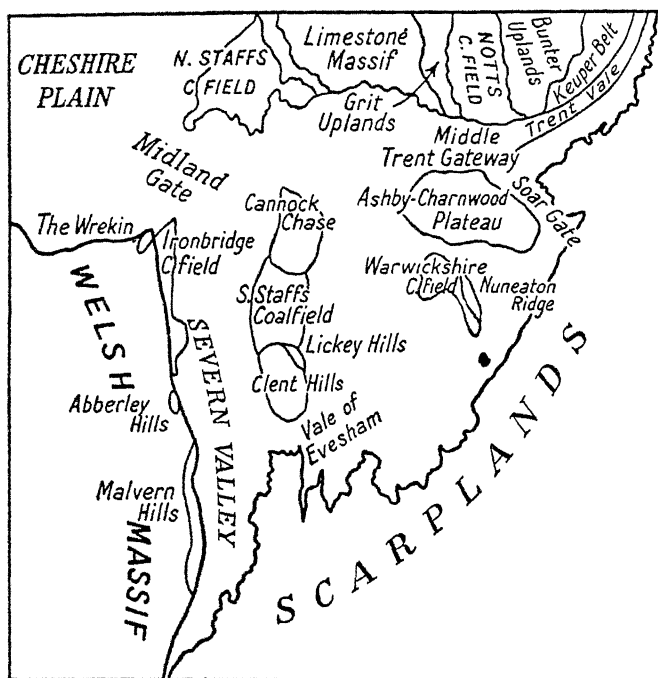 CHESHIRE
PLAIN
N. STAFFS
C.FIELD
Limestone
Massif
Grit
Uplands
NOTTS
C.FIELD
Bunter
Uplands
Keuper Belt
Trent Vale
Middle
Trent Gateway
Midland
Gate
Cannock
Chase
Ashby-Charnwood
Plateau
Soar Gate
The Wrekin
Ironbridge
C.field
Warwickshire
C.field
Nuneaton
Ridge
S.Staffs
Coalfield
Lickey Hills
Clent Hills
WELSH
MASSIF
SEVERN VALLEY
Abberley
Hills
Vale of
Evesham
Malvern
Hills
SCARPLANDS